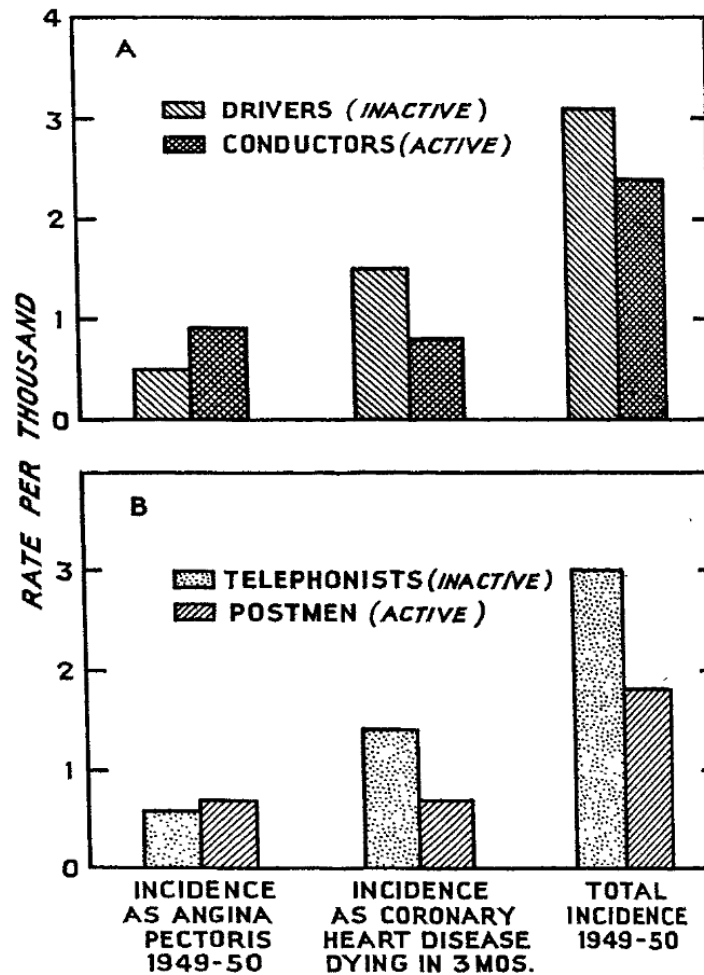 4
A
DRIVERS (INACTIVE)
CONDUCTORS (ACTIVE)
3
2
1
0
RATE PER THOUSAND
B
TELEPHONISTS (INACTIVE)
POSTMEN (ACTIVE)
3
2
1
0
INCIDENCE
AS ANGINA
PECTORIS
1949-50
INCIDENCE
AS CORONARY
HEART DISEASE
DYING IN 3 MOS.
TOTAL
INCIDENCE
1949-50